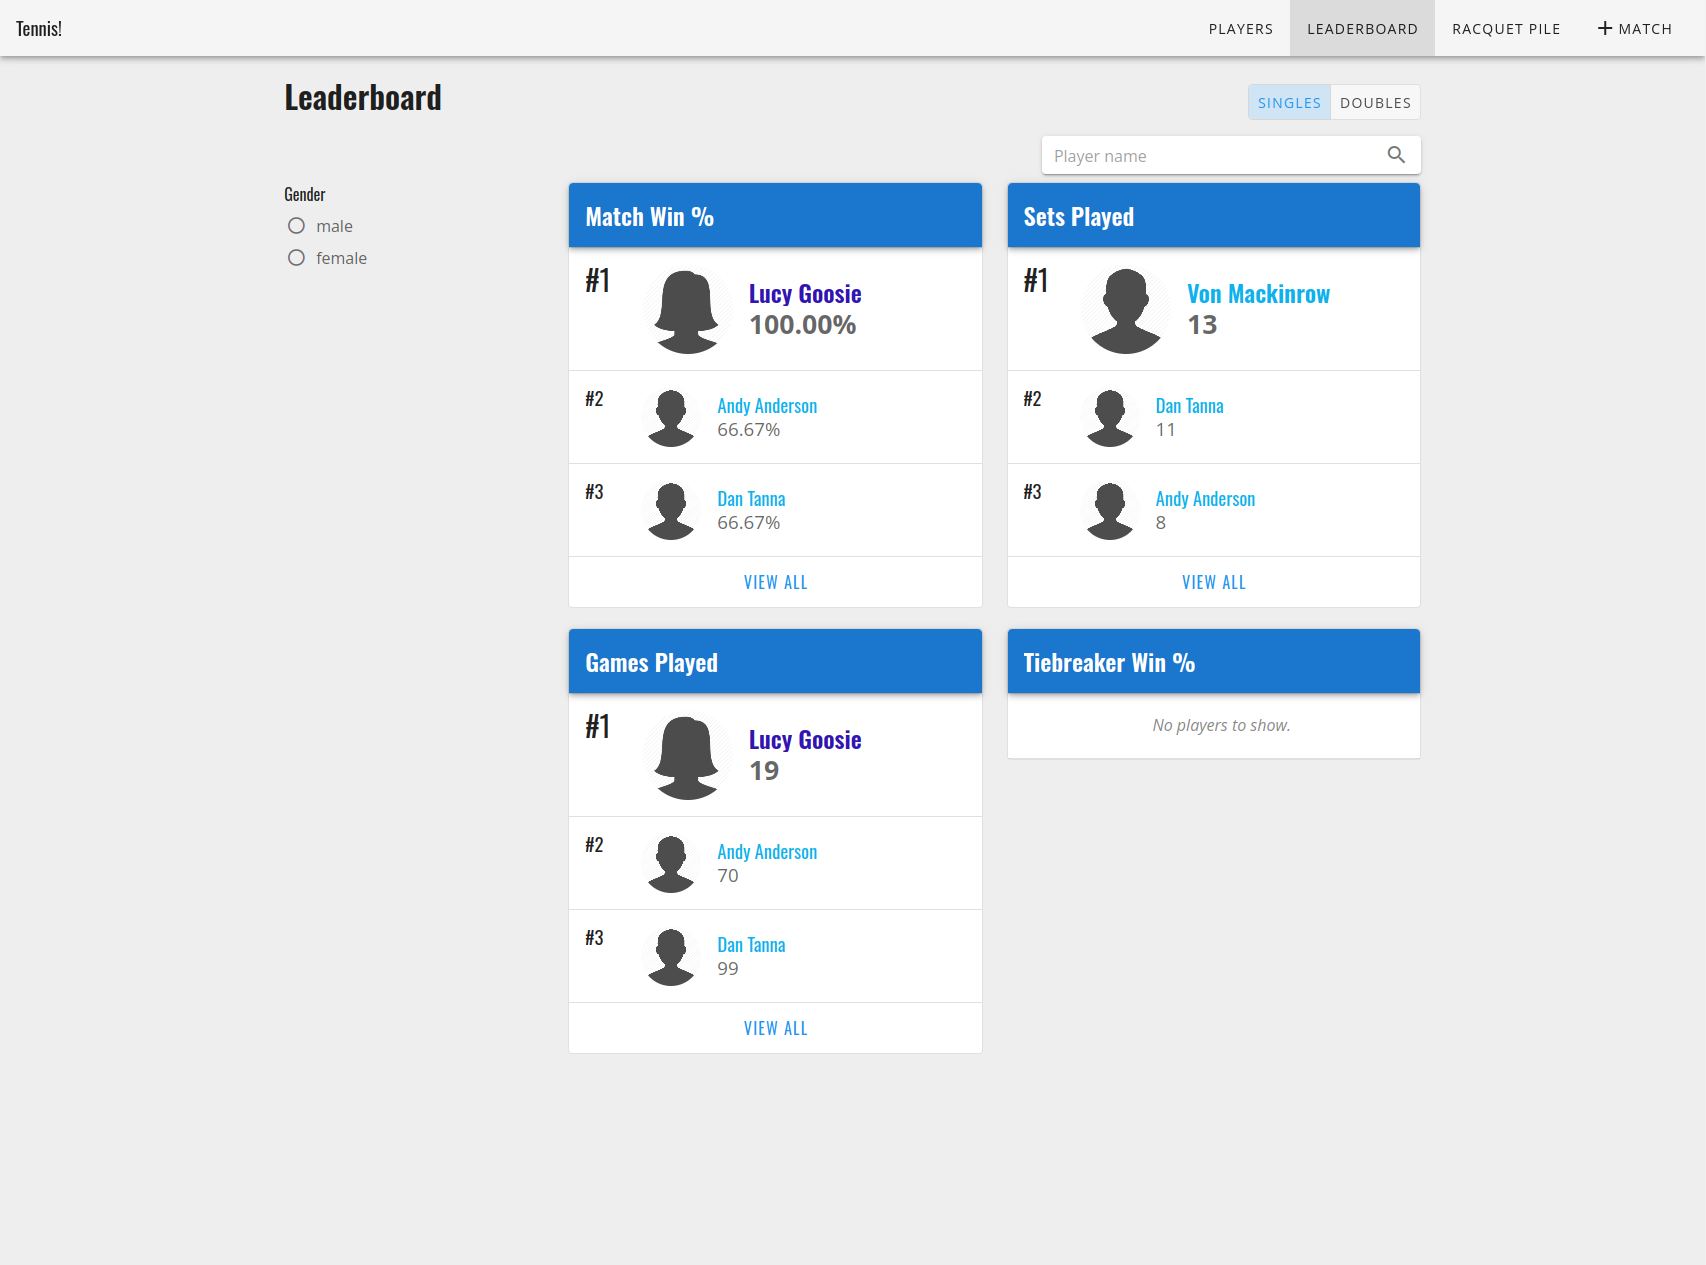 Tennis!
PLAYERS
LEADERBOARD
RACQUET PILE
+ MATCH
Leaderboard
SINGLES
DOUBLES
Player name
Gender
male
female
Match Win %
#1
Lucy Goosie
100.00%
#2
Andy Anderson
66.67%
#3
Dan Tanna
66.67%
VIEW ALL
Sets Played
#1
Von Mackinrow
13
#2
Dan Tanna
11
#3
Andy Anderson
8
VIEW ALL
Games Played
#1
Lucy Goosie
19
#2
Andy Anderson
70
#3
Dan Tanna
99
VIEW ALL
Tiebreaker Win %
No players to show.